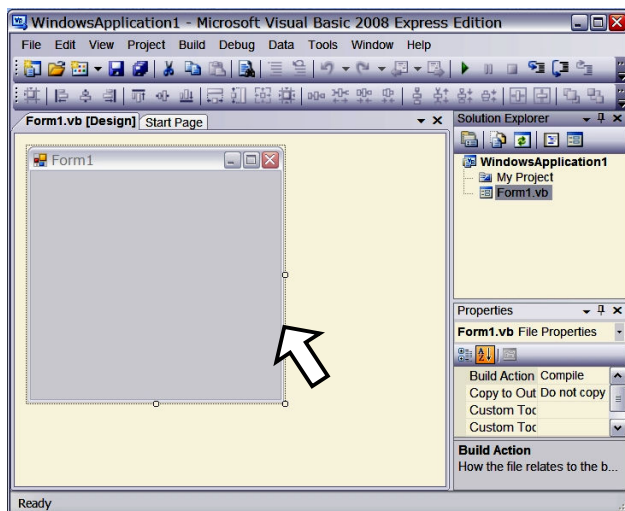 WindowsApplication1 - Microsoft Visual Basic 2008 Express Edition
File Edit View Project Build Debug Data Tools Window Help
Form1.vb [Design] Start Page
Form1
Solution Explorer
WindowsApplication1
My Project
Form1.vb
Properties
Form1.vb File Properties
Build Action Compile
Copy to Out Do not copy
Custom Toc
Custom Toc
Build Action
How the file relates to the b...
Ready